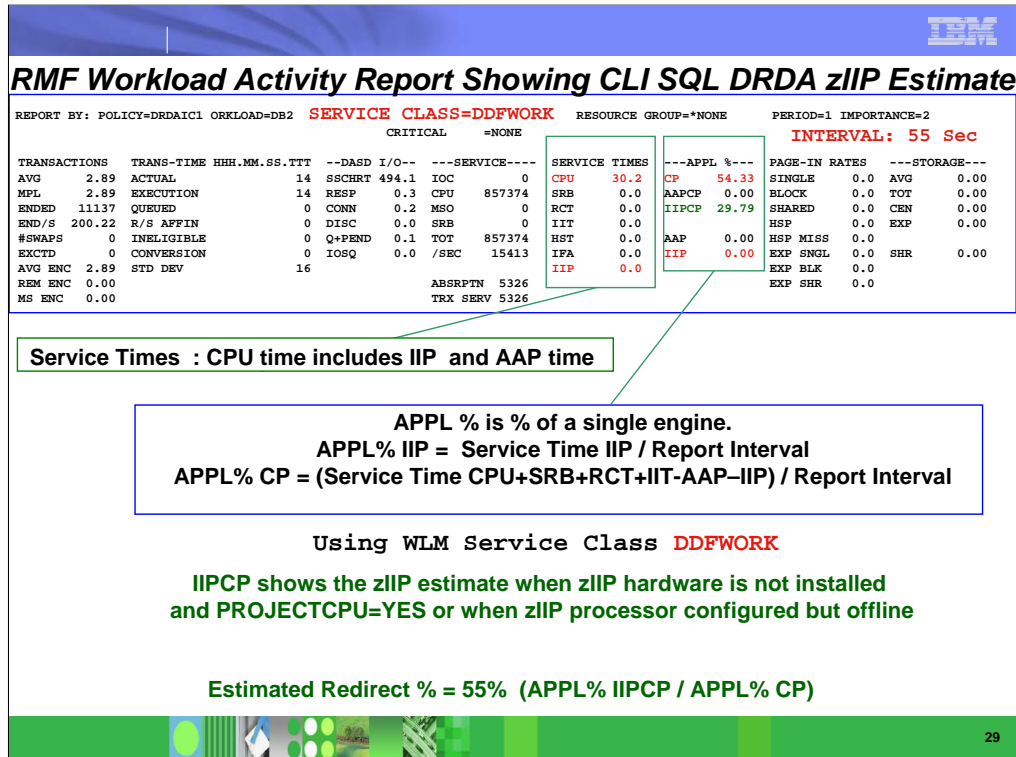 IBM
RMF Workload Activity Report Showing CLI SQL DRDA zIIP Estimate
REPORT BY: POLICY=DRDAIC1 ORKLOAD=DB2 SERVICE CLASS=DDFWORK RESOURCE GROUP=*NONE PERIOD=1 IMPORTANCE=2
CRITICAL =NONE INTERVAL: 55 Sec
TRANSACTIONS TRANS-TIME HHH.MM.SS.TTT --DASD I/O-- ---SERVICE---- SERVICE TIMES ---APPL %--- PAGE-IN RATES ---STORAGE---
AVG 2.89 ACTUAL 14 SSCHRT 494.1 IOC 0 CPU 30.2 CP 54.33 SINGLE 0.0 AVG 0.00
MPL 2.89 EXECUTION 14 RESP 0.3 CPU 857374 SRB 0.0 AAPCP 0.00 BLOCK 0.0 TOT 0.00
ENDED 11137 QUEUED 0 CONN 0.2 MSO 0 RCT 0.0 IIPCP 29.79 SHARED 0.0 CEN 0.00
END/S 200.22 R/S AFFIN 0 DISC 0.0 SRB 0 IIT 0.0 HSP 0.0 EXP 0.00
#SWAPS 0 INELIGIBLE 0 Q+PEND 0.1 TOT 857374 HST 0.0 AAP 0.00 HSP MISS 0.0
EXCTD 0 CONVERSION 0 IOSQ 0.0 /SEC 15413 IFA 0.0 IIP 0.00 EXP SNGL 0.0 SHR 0.00
AVG ENC 2.89 STD DEV 16 IIP 0.0 EXP BLK 0.0
REM ENC 0.00 ABSRPTN 5326 EXP SHR 0.0
MS ENC 0.00 TRX SERV 5326
Service Times : CPU time includes IIP and AAP time
APPL % is % of a single engine.
APPL% IIP = Service Time IIP / Report Interval
APPL% CP = (Service Time CPU+SRB+RCT+IIT-AAP–IIP) / Report Interval
Using WLM Service Class DDFWORK
IIPCP shows the zIIP estimate when zIIP hardware is not installed
and PROJECTCPU=YES or when zIIP processor configured but offline
Estimated Redirect % = 55% (APPL% IIPCP / APPL% CP)
29